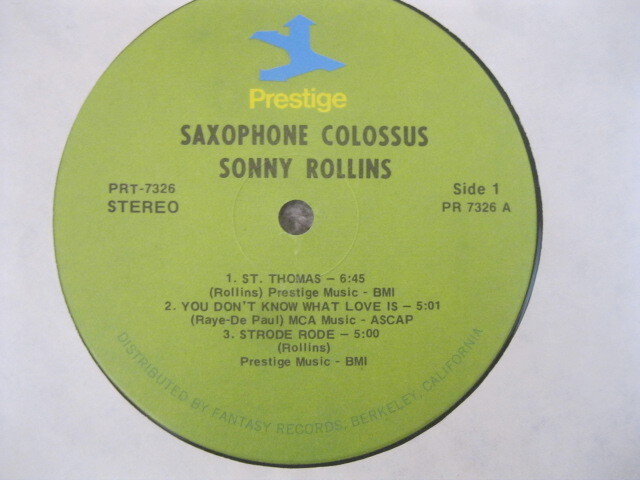 Prestige
SAXOPHONE COLOSSUS
SONNY ROLLINS
PRT-7326
STEREO
Side 1
PR 7326 A
1. ST. THOMAS – 6:45
(Rollins) Prestige Music - BMI
2. YOU DON'T KNOW WHAT LOVE IS – 5:01
(Raye-De Paul) MCA Music - ASCAP
3. STRODE RODE – 5:00
(Rollins)
Prestige Music - BMI
DISTRIBUTED BY FANTASY RECORDS, BERKELEY, CALIFORNIA